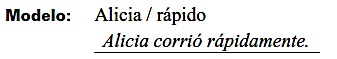 Modelo: Alicia / rápido
Alicia corrió rápidamente.